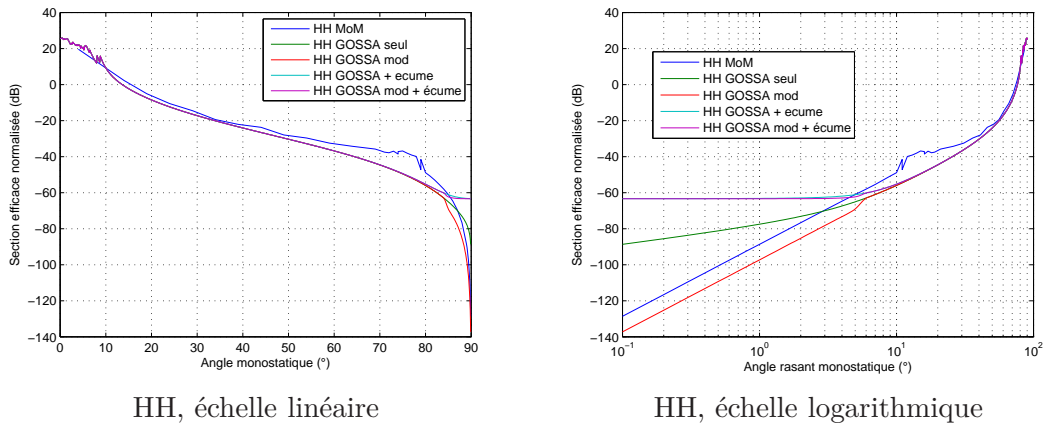 40
20
0
−20
−40
−60
−80
−100
−120
−140
Section efficace normalisée (dB)
0 10 20 30 40 50 60 70 80 90
Angle monostatique (°)
HH MoM
HH GOSSA seul
HH GOSSA mod
HH GOSSA + ecume
HH GOSSA mod + écume
HH, échelle linéaire
40
20
0
−20
−40
−60
−80
−100
−120
−140
Section efficace normalisée (dB)
10⁻¹ 10⁰ 10¹ 10²
Angle rasant monostatique (°)
HH MoM
HH GOSSA seul
HH GOSSA mod
HH GOSSA + ecume
HH GOSSA mod + écume
HH, échelle logarithmique